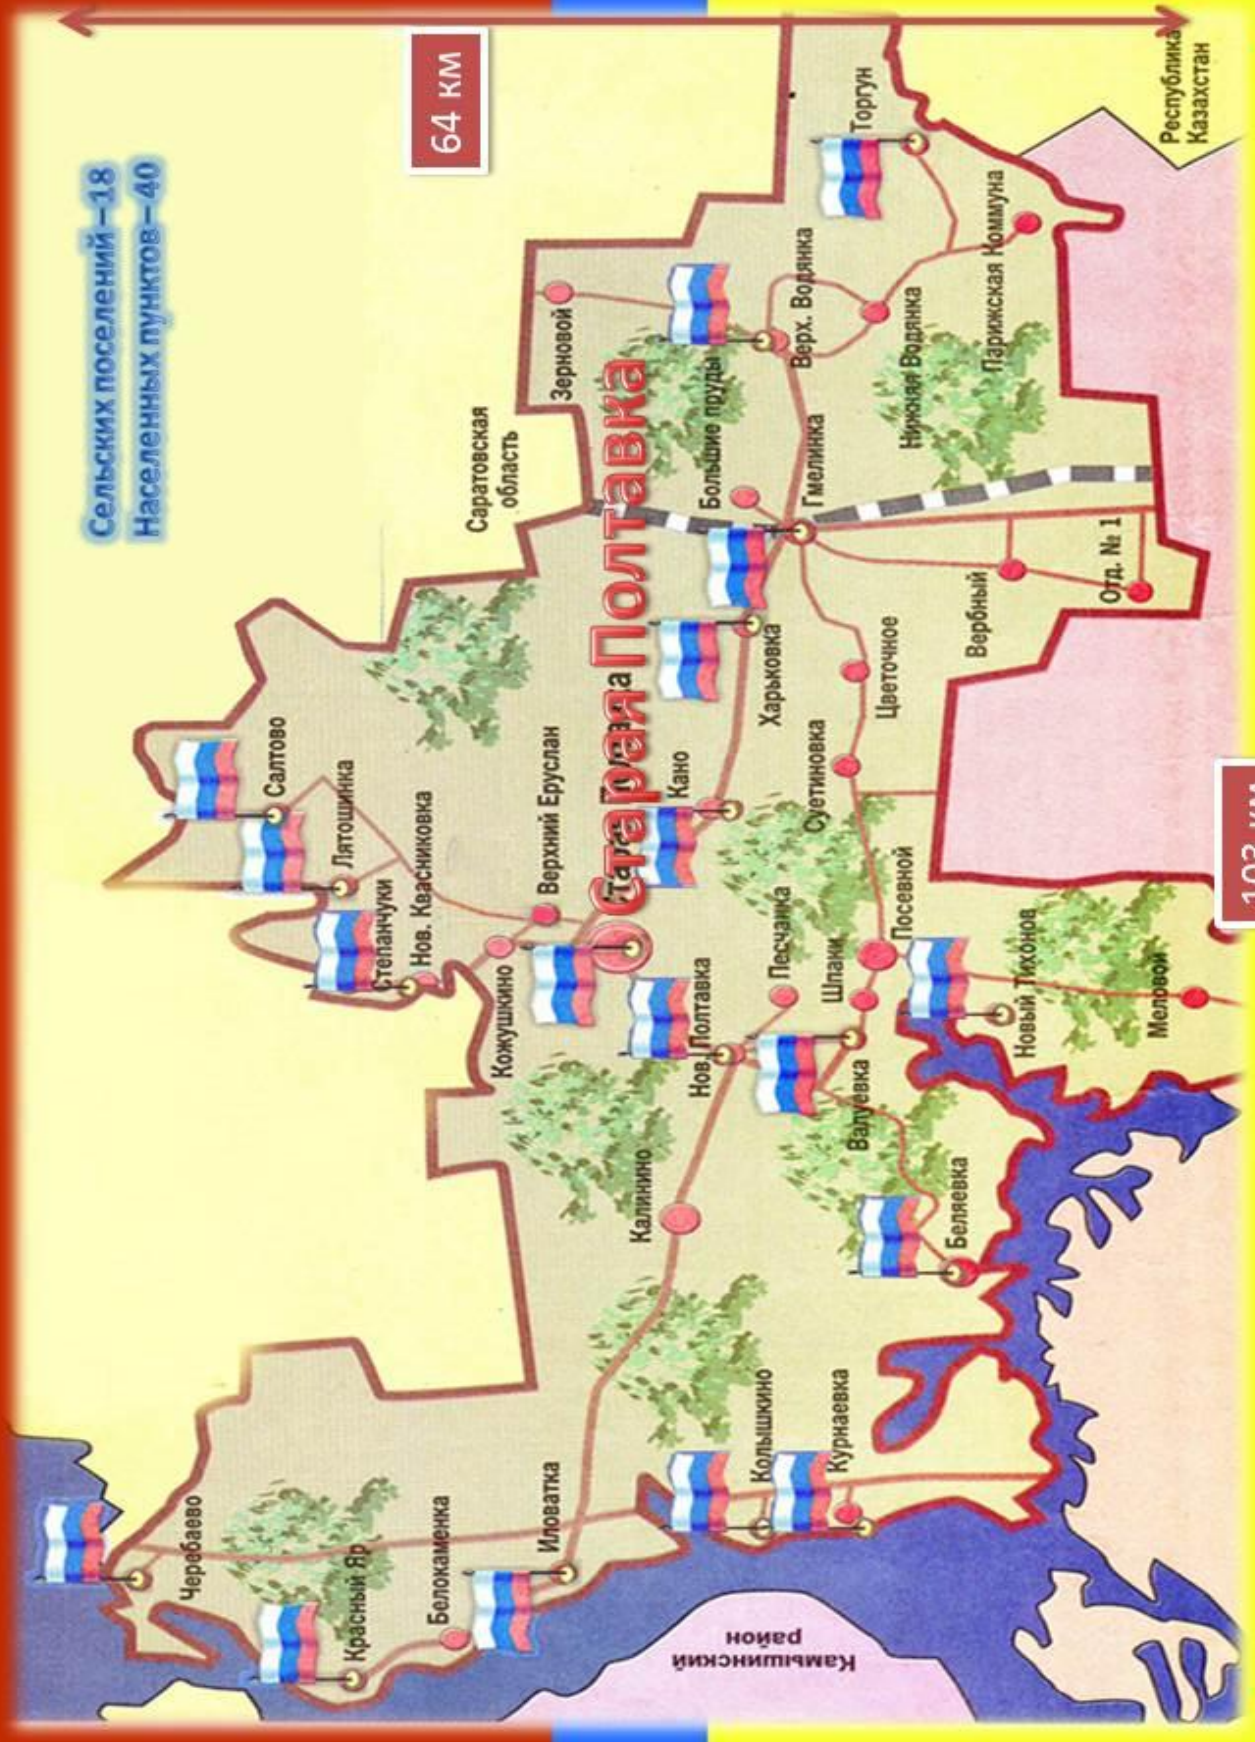 Сельских поселений–18
Населенных пунктов–40
64 км
103 км
Саратовская
область
Республика
Казахстан
Камышинский
район
Старая Полтавка
Салтово
Лятошинка
Степанчуки
Нов. Квасниковка
Верхний Еруслан
Кожушкино
Кано
Харьковка
Зерновой
Большие пруды
Верх. Водянка
Гмелинка
Торгун
Нижняя Водянка
Парижская Коммуна
Вербный
Отд. № 1
Цветочное
Суетиновка
Посевной
Песчанка
Шпаки
Нов. Полтавка
Валуевка
Новый Тихонов
Меловой
Беляевка
Калинино
Колышкино
Курнаевка
Иловатка
Белокаменка
Красный Яр
Черебаево